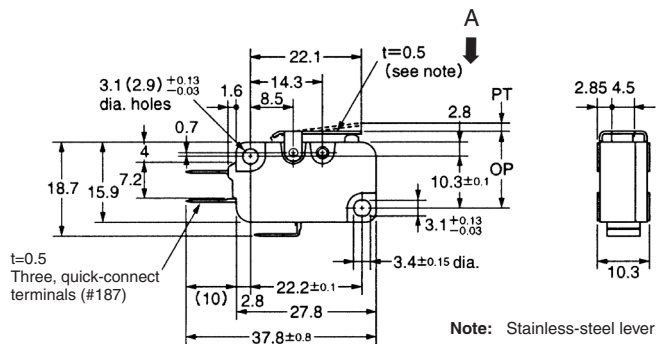 A
22.1
t=0.5
(see note)
3.1 (2.9) +0.13 -0.03
dia. holes
1.6
14.3
8.5
2.85 4.5
PT
2.8
0.7
4
OP
18.7 15.9 7.2
10.3±0.1
3.1 +0.13 -0.03
3.4±0.15 dia.
t=0.5
Three, quick-connect
terminals (#187)
(10) 2.8 22.2±0.1
10.3
27.8
37.8±0.8
Note: Stainless-steel lever